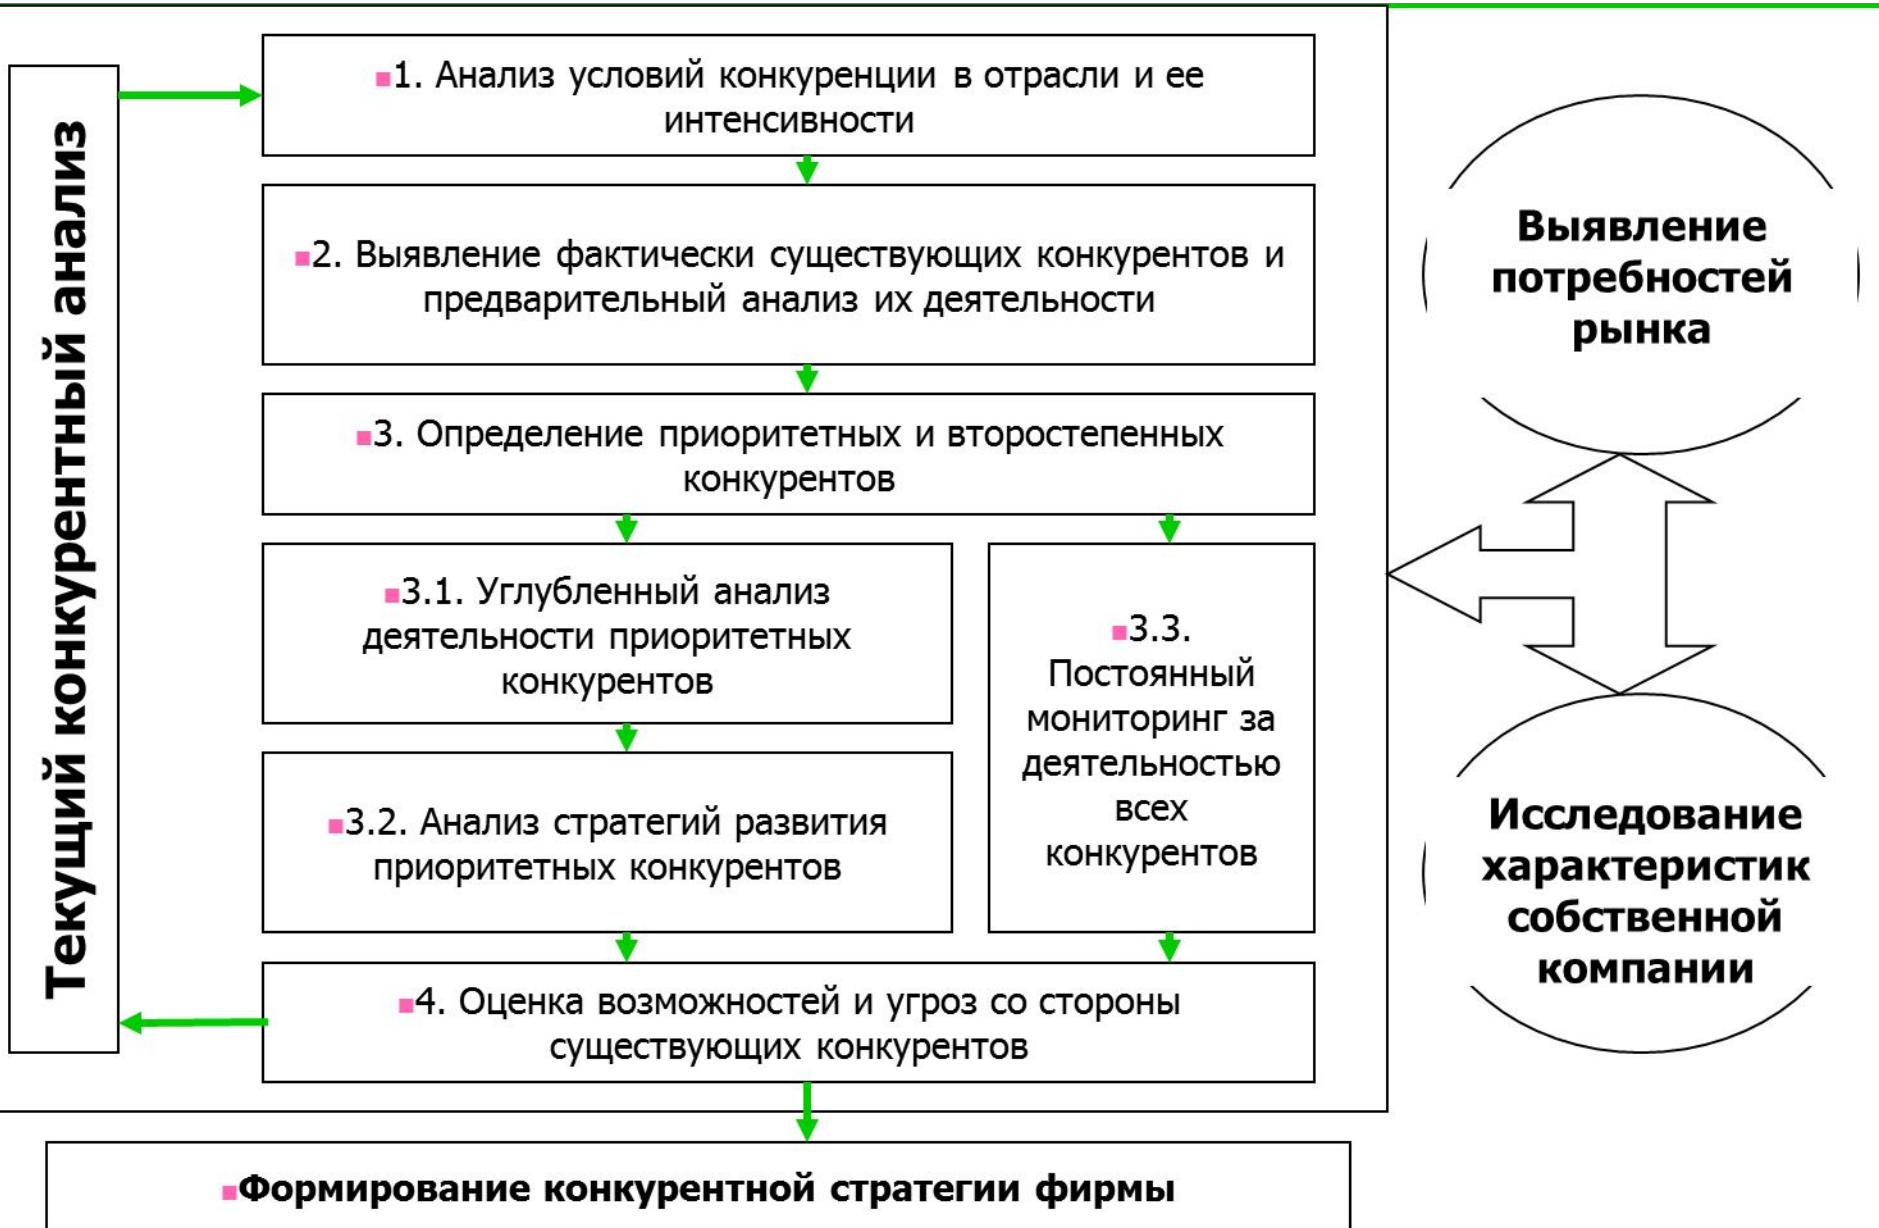 Текущий конкурентный анализ
1. Анализ условий конкуренции в отрасли и ее
интенсивности
2. Выявление фактически существующих конкурентов и
предварительный анализ их деятельности
3. Определение приоритетных и второстепенных
конкурентов
3.1. Углубленный анализ
деятельности приоритетных
конкурентов
3.2. Анализ стратегий развития
приоритетных конкурентов
3.3.
Постоянный
мониторинг за
деятельностью
всех
конкурентов
4. Оценка возможностей и угроз со стороны
существующих конкурентов
Формирование конкурентной стратегии фирмы
Выявление
потребностей
рынка
Исследование
характеристик
собственной
компании